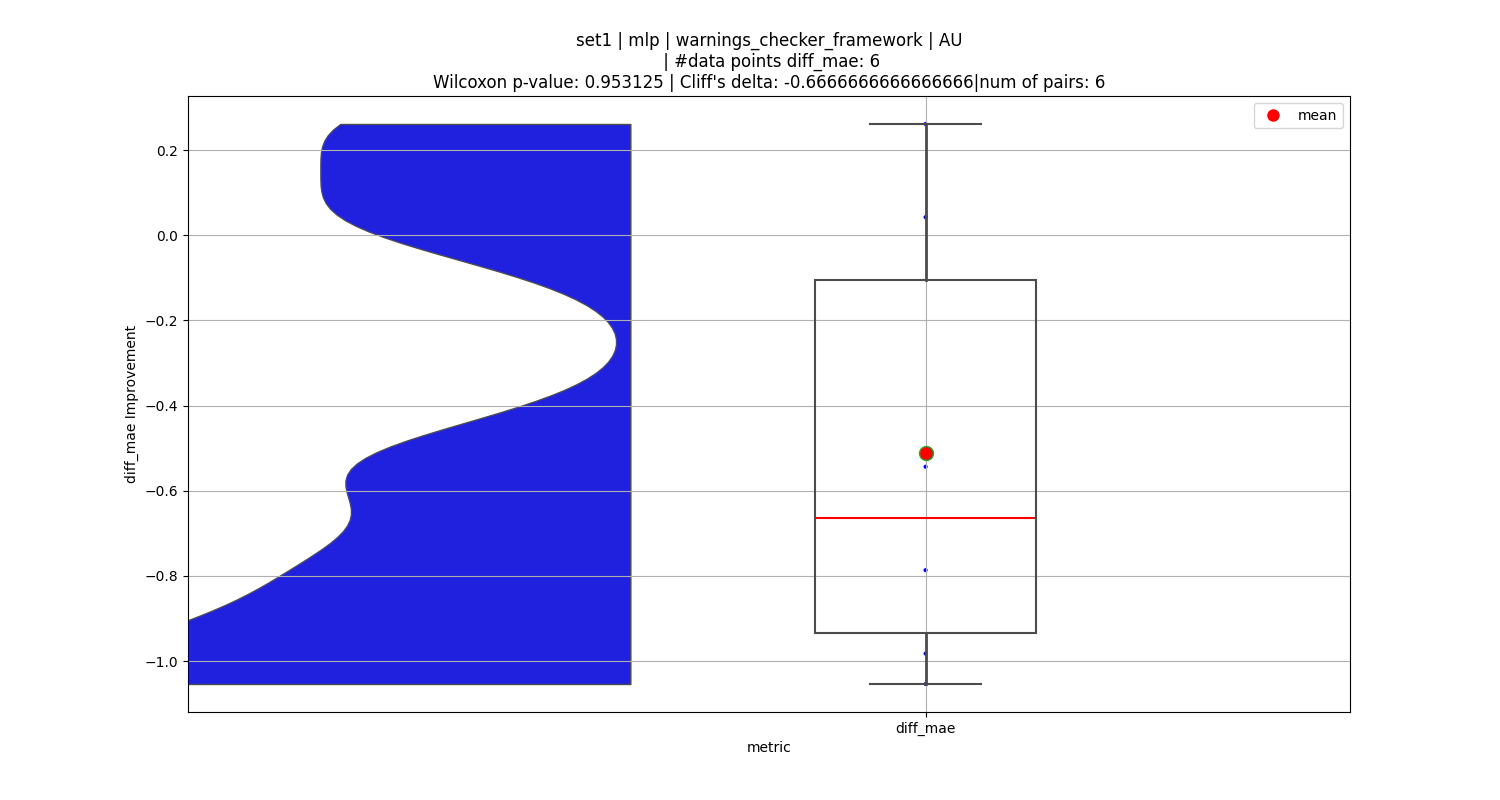 set1 | mlp | warnings_checker_framework | AU
| #data points diff_mae: 6
Wilcoxon p-value: 0.953125 | Cliff's delta: -0.6666666666666666|num of pairs: 6
mean
0.2
0.0
−0.2
−0.4
−0.6
−0.8
−1.0
diff_mae Improvement
diff_mae
metric